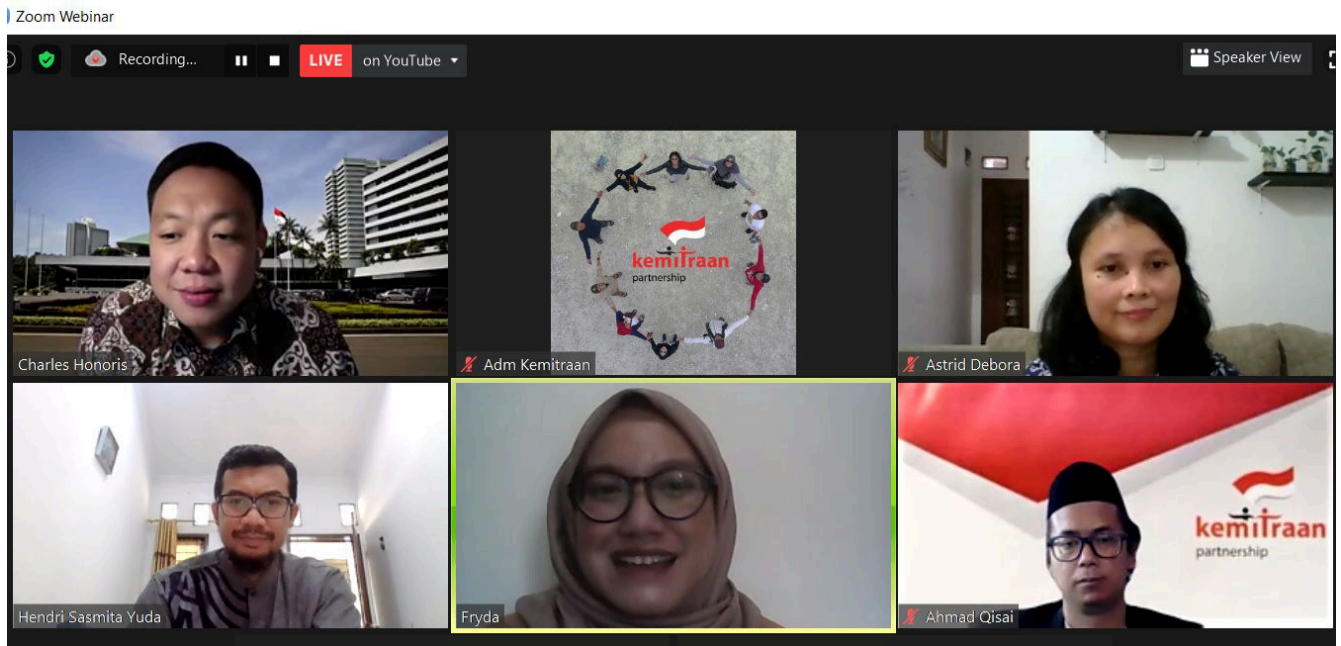 Zoom Webinar
Recording...
LIVE on YouTube
Speaker View
Charles Honoris
kemitraan
partnership
Adm Kemitraan
Astrid Debora
Hendri Sasmita Yuda
Fryda
kemitraan
partnership
Ahmad Qisai